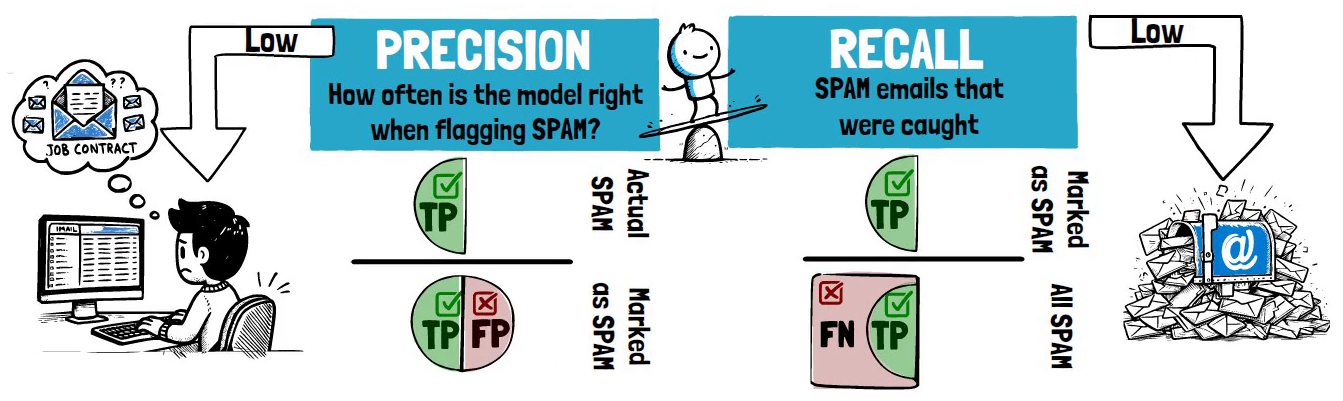 Low
PRECISION
How often is the model right
when flagging SPAM?
RECALL
SPAM emails that
were caught
Low
? ??
JOB CONTRACT
IMAIL
TP
Actual
SPAM
TP
FP
Marked
as SPAM
TP
Marked
as SPAM
FN
TP
All SPAM
@